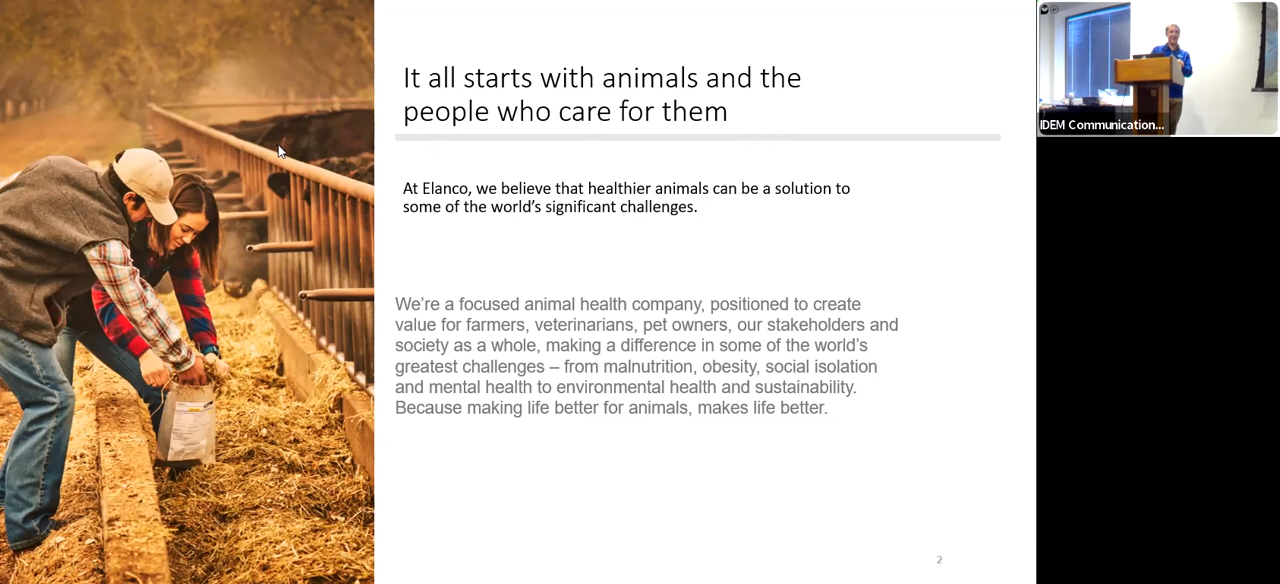 It all starts with animals and the
people who care for them
At Elanco, we believe that healthier animals can be a solution to
some of the world’s significant challenges.
We’re a focused animal health company, positioned to create
value for farmers, veterinarians, pet owners, our stakeholders and
society as a whole, making a difference in some of the world’s
greatest challenges – from malnutrition, obesity, social isolation
and mental health to environmental health and sustainability.
Because making life better for animals, makes life better.
2
IDEM Communication...